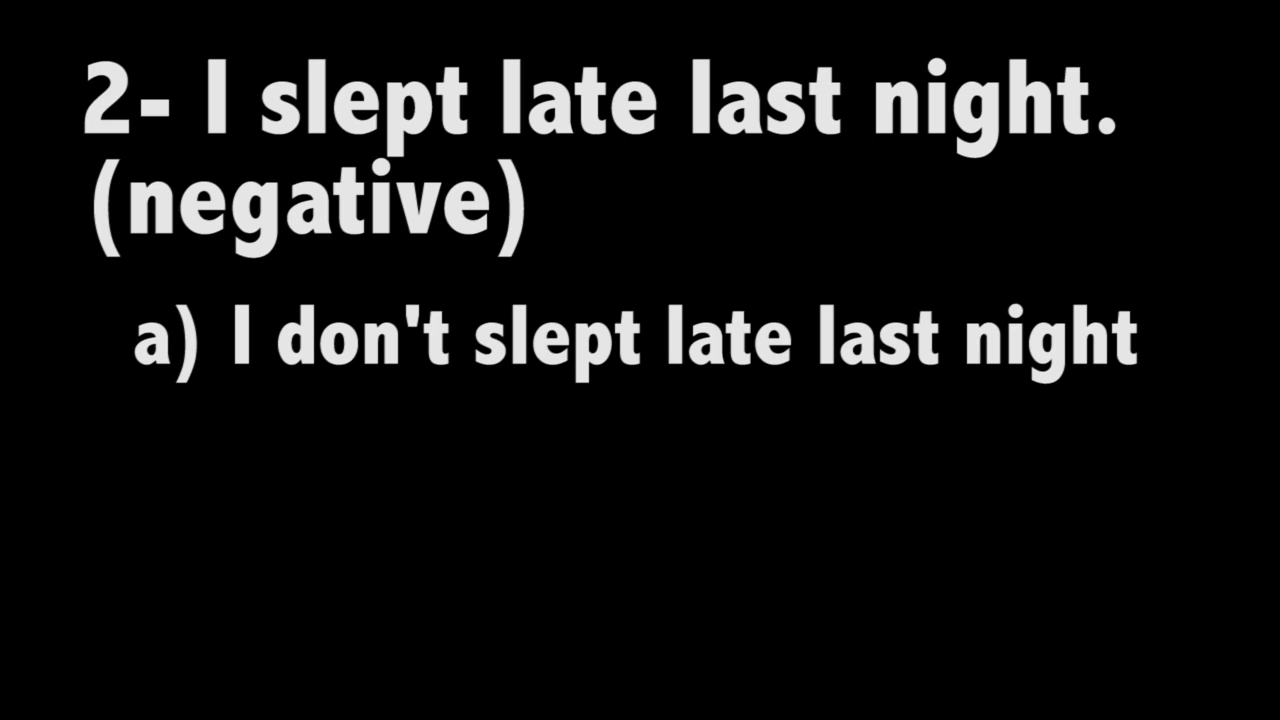 2- I slept late last night.
(negative)
a) I don't slept late last night